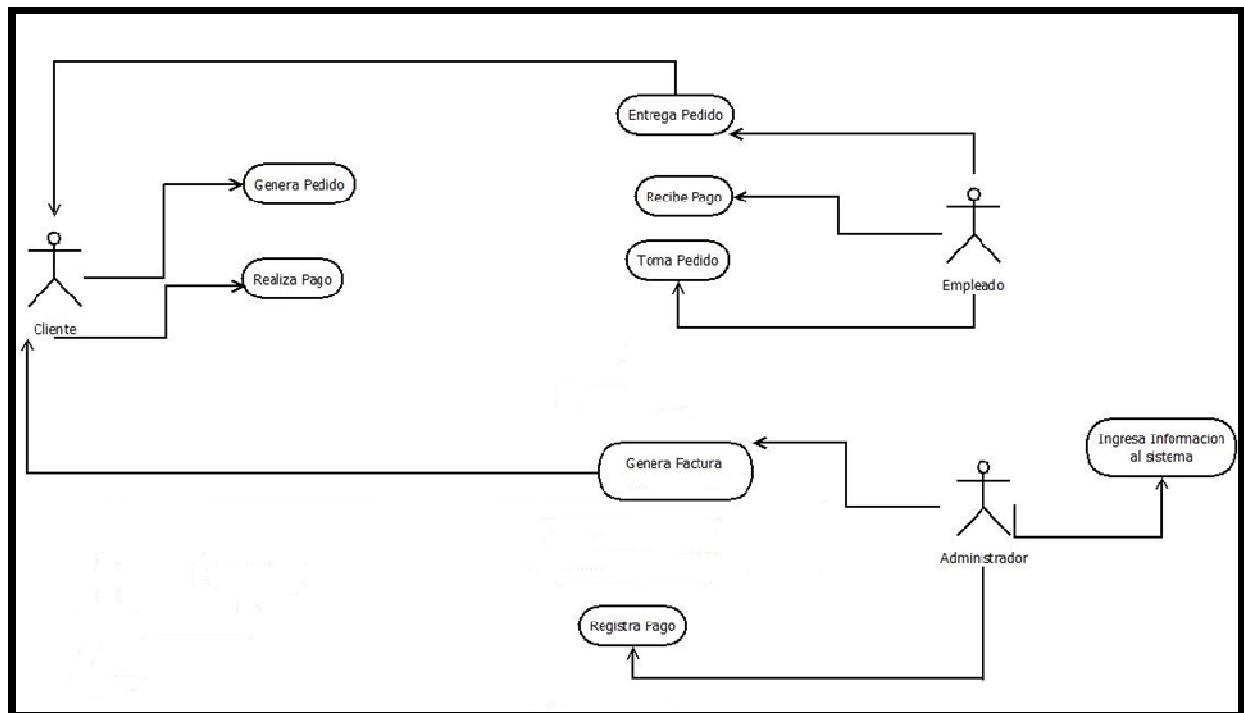 Entrega Pedido
Genera Pedido
Recibe Pago
Toma Pedido
Realiza Pago
Empleado
Cliente
Ingresa Informacion
al sistema
Genera Factura
Administrador
Registra Pago